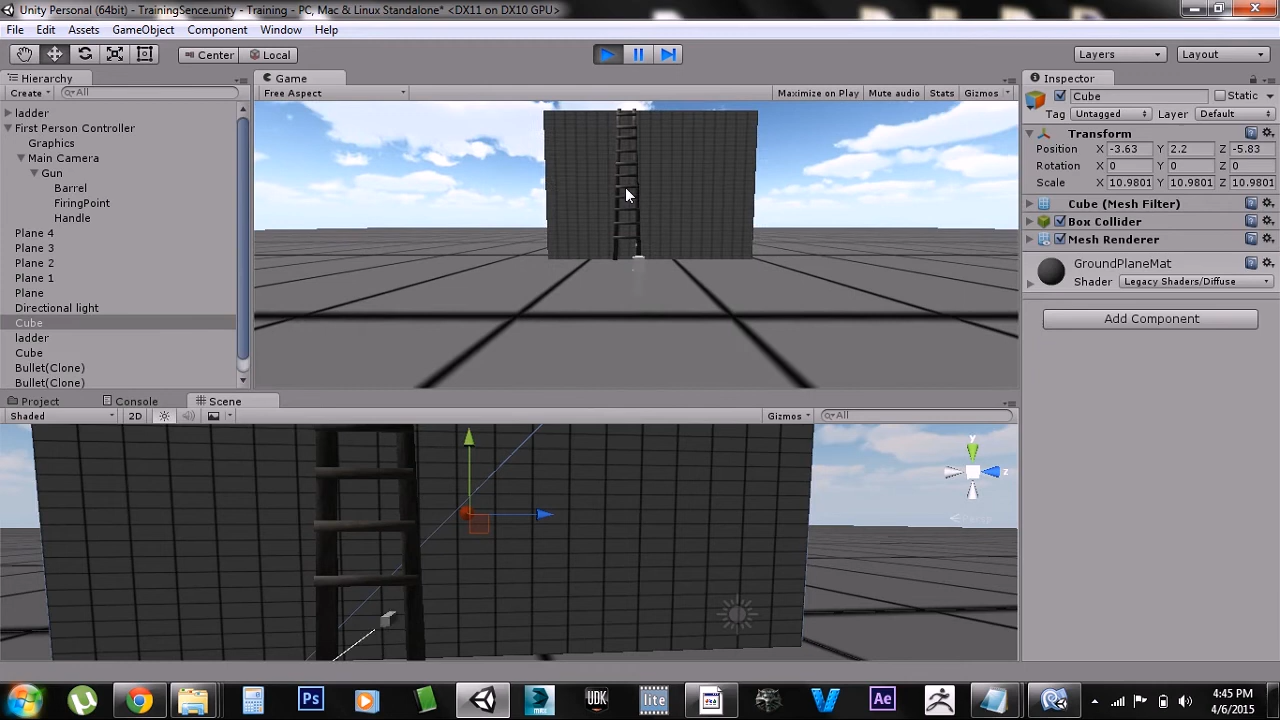 Unity Personal (64bit) - TrainingSence.unity - Training - PC, Mac & Linux Standalone* <DX11 on DX10 GPU>
File Edit Assets GameObject Component Window Help
Center Local Layers Layout
Hierarchy
Create All
ladder
First Person Controller
Graphics
Main Camera
Gun
Barrel
FiringPoint
Handle
Plane 4
Plane 3
Plane 2
Plane 1
Plane
Directional light
Cube
ladder
Cube
Bullet(Clone)
Bullet(Clone)
Game
Free Aspect Maximize on Play Mute audio Stats Gizmos
Inspector
Cube Static
Tag Untagged Layer Default
Transform
Position X -3.63 Y 2.2 Z -5.83
Rotation X 0 Y 0 Z 0
Scale X 10.9801 Y 10.9801 Z 10.9801
Cube (Mesh Filter)
Box Collider
Mesh Renderer
GroundPlaneMat
Shader Legacy Shaders/Diffuse
Add Component
Project Console Scene
Shaded 2D Gizmos All
y
z
Persp
Ps mRl UDK lite Ae
4:45 PM
4/6/2015